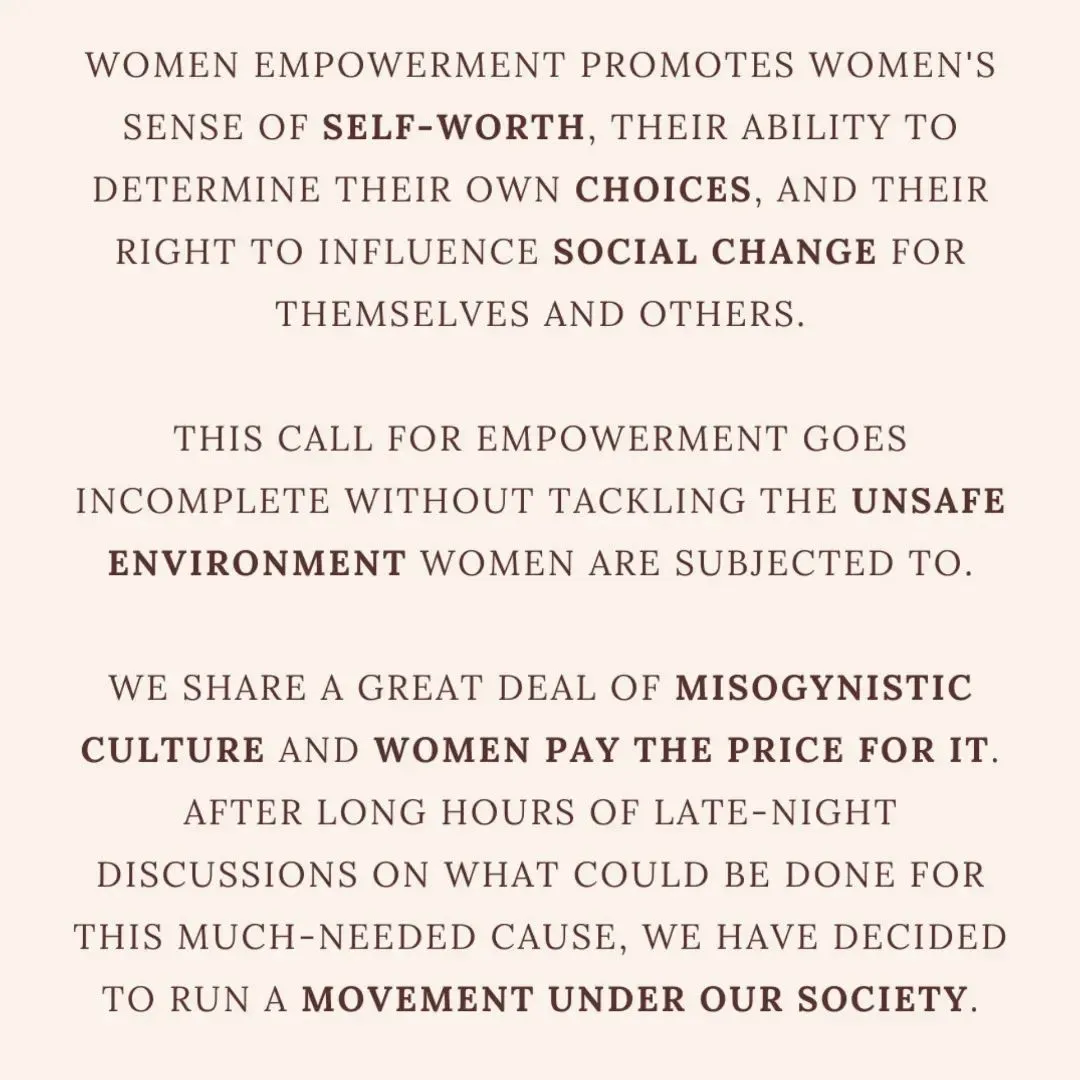 WOMEN EMPOWERMENT PROMOTES WOMEN'S
SENSE OF SELF-WORTH, THEIR ABILITY TO
DETERMINE THEIR OWN CHOICES, AND THEIR
RIGHT TO INFLUENCE SOCIAL CHANGE FOR
THEMSELVES AND OTHERS.
THIS CALL FOR EMPOWERMENT GOES
INCOMPLETE WITHOUT TACKLING THE UNSAFE
ENVIRONMENT WOMEN ARE SUBJECTED TO.
WE SHARE A GREAT DEAL OF MISOGYNISTIC
CULTURE AND WOMEN PAY THE PRICE FOR IT.
AFTER LONG HOURS OF LATE-NIGHT
DISCUSSIONS ON WHAT COULD BE DONE FOR
THIS MUCH-NEEDED CAUSE, WE HAVE DECIDED
TO RUN A MOVEMENT UNDER OUR SOCIETY.